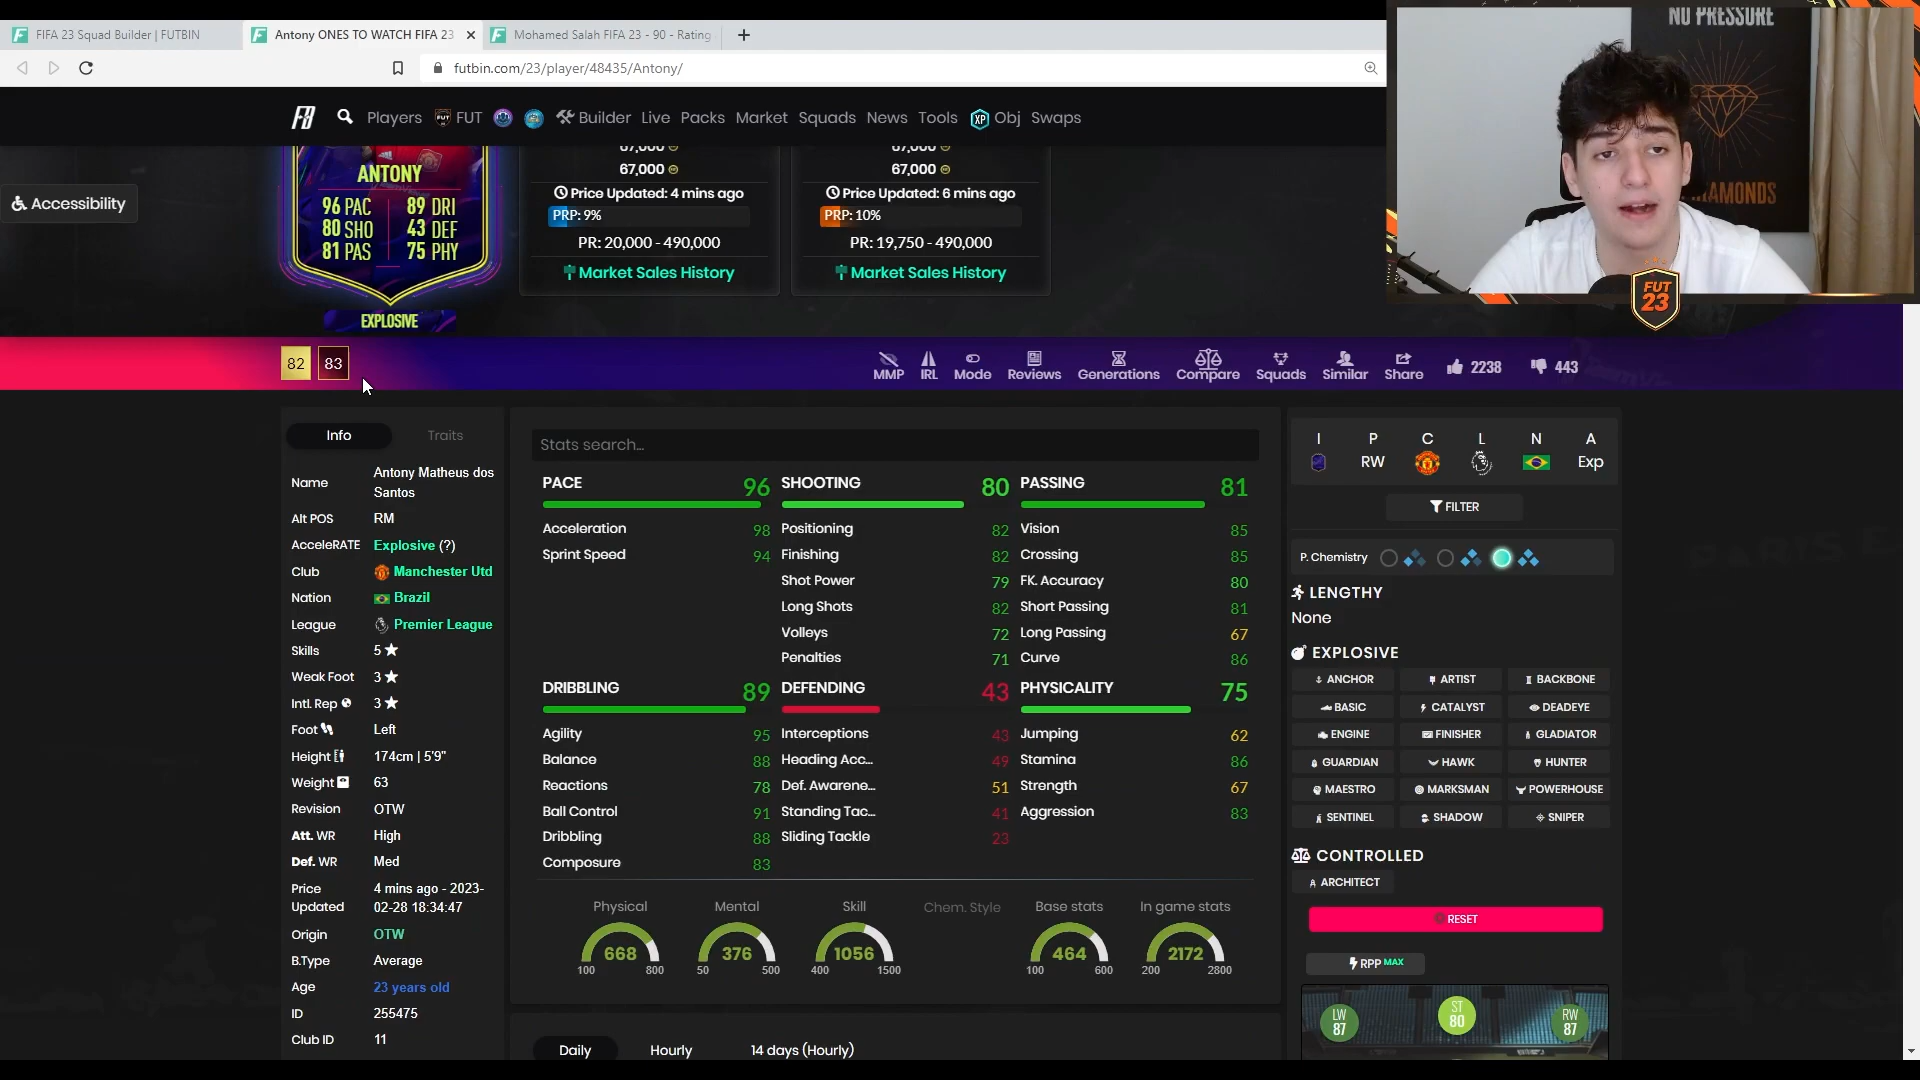 FIFA 23 Squad Builder | FUTBIN
Antony ONES TO WATCH FIFA 23
Mohamed Salah FIFA 23 - 90 - Rating
futbin.com/23/player/48435/Antony/
NO PRESSURE
DIAMONDS
FUT
23
Players
FUT
Builder
Live
Packs
Market
Squads
News
Tools
XP
Obj
Swaps
Accessibility
ANTONY
96 PAC 89 DRI
80 SHO 43 DEF
81 PAS 75 PHY
EXPLOSIVE
67,000
67,000
Price Updated: 4 mins ago
PRP: 9%
PR: 20,000 - 490,000
Market Sales History
67,000
67,000
Price Updated: 6 mins ago
PRP: 10%
PR: 19,750 - 490,000
Market Sales History
82 83
MMP IRL Mode Reviews Generations Compare Squads Similar Share 2238 443
Info Traits
Name Antony Matheus dos
Santos
Alt POS RM
AcceleRATE Explosive (?)
Club Manchester Utd
Nation Brazil
League Premier League
Skills 5
Weak Foot 3
Intl. Rep 3
Foot Left
Height 174cm | 5'9"
Weight 63
Revision OTW
Att. WR High
Def. WR Med
Price
Updated
4 mins ago - 2023-
02-28 18:34:47
Origin OTW
B.Type Average
Age 23 years old
ID 255475
Club ID 11
Stats search...
PACE 96
Acceleration 98
Sprint Speed 94
SHOOTING 80
Positioning 82
Finishing 82
Shot Power 79
Long Shots 82
Volleys 72
Penalties 71
PASSING 81
Vision 85
Crossing 85
FK. Accuracy 80
Short Passing 81
Long Passing 67
Curve 86
DRIBBLING 89
Agility 95
Balance 88
Reactions 78
Ball Control 91
Dribbling 88
Composure 83
DEFENDING 43
Interceptions 43
Heading Acc... 49
Def. Awarene... 51
Standing Tac... 41
Sliding Tackle 23
PHYSICALITY 75
Jumping 62
Stamina 86
Strength 67
Aggression 83
Physical Mental Skill Chem. Style Base stats In game stats
668 376 1056 464 2172
100 800 50 500 400 1500 100 600 200 2800
Daily Hourly 14 days (Hourly)
I P C L N A
RW Exp
FILTER
P. Chemistry
LENGTHY
None
EXPLOSIVE
ANCHOR ARTIST BACKBONE
BASIC CATALYST DEADEYE
ENGINE FINISHER GLADIATOR
GUARDIAN HAWK HUNTER
MAESTRO MARKSMAN POWERHOUSE
SENTINEL SHADOW SNIPER
CONTROLLED
ARCHITECT
RESET
RPP MAX
LW
87
ST
80
RW
87